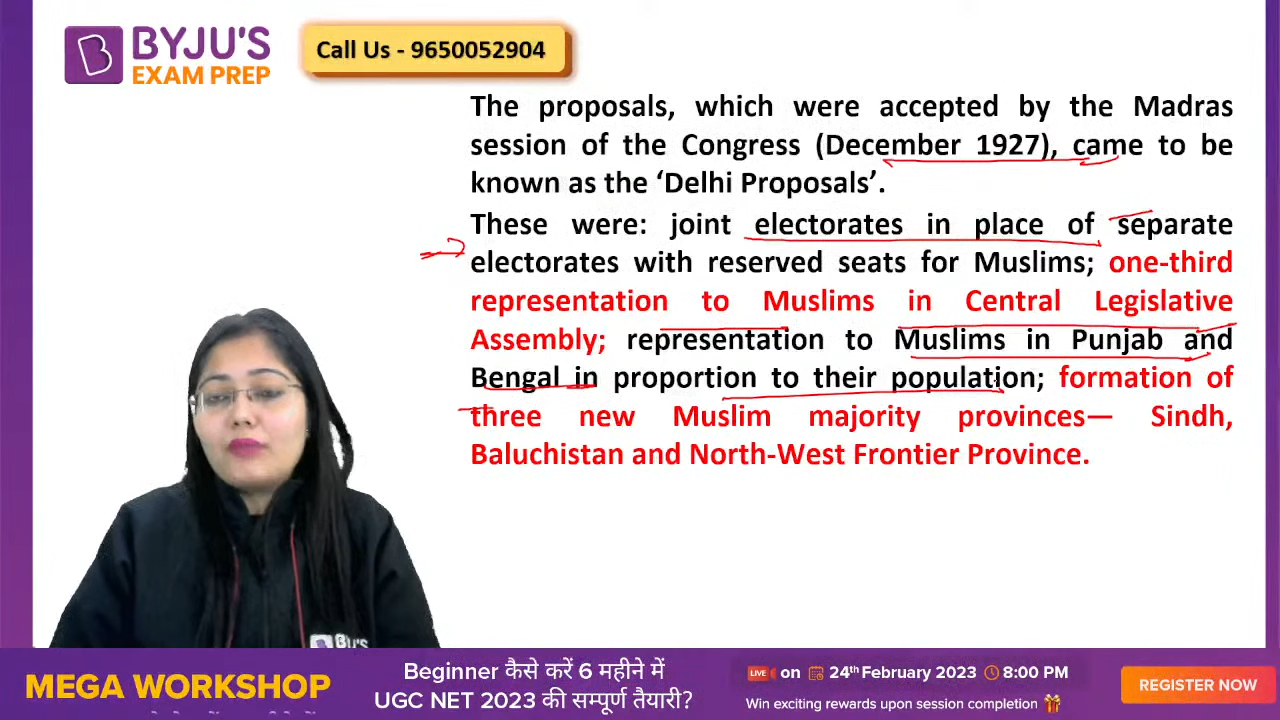 BYJU'S
EXAM PREP
Call Us - 9650052904
The proposals, which were accepted by the Madras
session of the Congress (December 1927), came to be
known as the ‘Delhi Proposals’.
These were: joint electorates in place of separate
electorates with reserved seats for Muslims; one-third
representation to Muslims in Central Legislative
Assembly; representation to Muslims in Punjab and
Bengal in proportion to their population; formation of
three new Muslim majority provinces— Sindh,
Baluchistan and North-West Frontier Province.
BYJU'S
MEGA WORKSHOP
Beginner कैसे करें 6 महीने में
UGC NET 2023 की सम्पूर्ण तैयारी?
LIVE on 24th February 2023 8:00 PM
Win exciting rewards upon session completion
REGISTER NOW